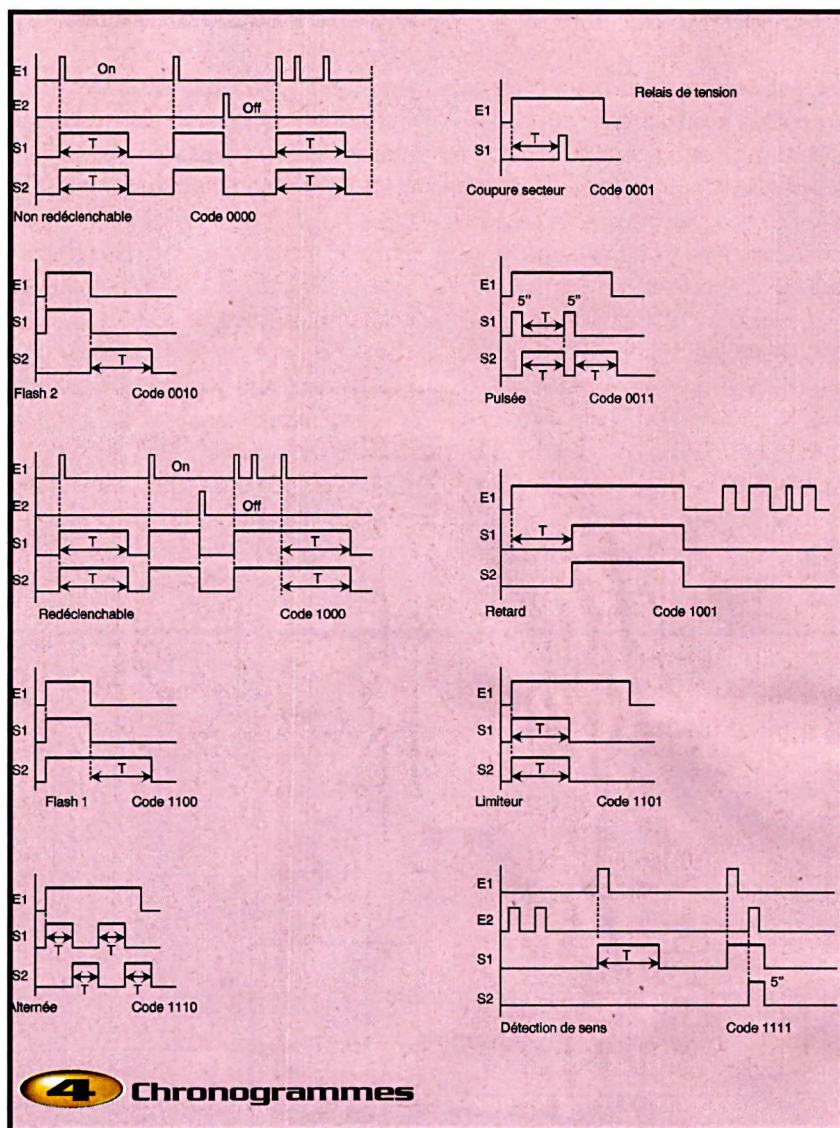 E1
On
E2
Off
S1
T
T
S2
T
T
Non redéclenchable Code 0000
Relais de tension
E1
S1
T
Coupure secteur Code 0001
E1
S1
S2
T
Flash 2 Code 0010
E1
5" 5"
S1
T
S2
T
T
Pulsée Code 0011
E1
On
E2
Off
S1
T
T
S2
T
T
Redéclenchable Code 1000
E1
S1
T
S2
Retard Code 1001
E1
S1
S2
T
Flash 1 Code 1100
E1
S1
T
S2
T
Limiteur Code 1101
E1
S1
T
T
S2
T
T
Alternée Code 1110
E1
E2
S1
T
S2
5"
Détection de sens Code 1111
4 Chronogrammes